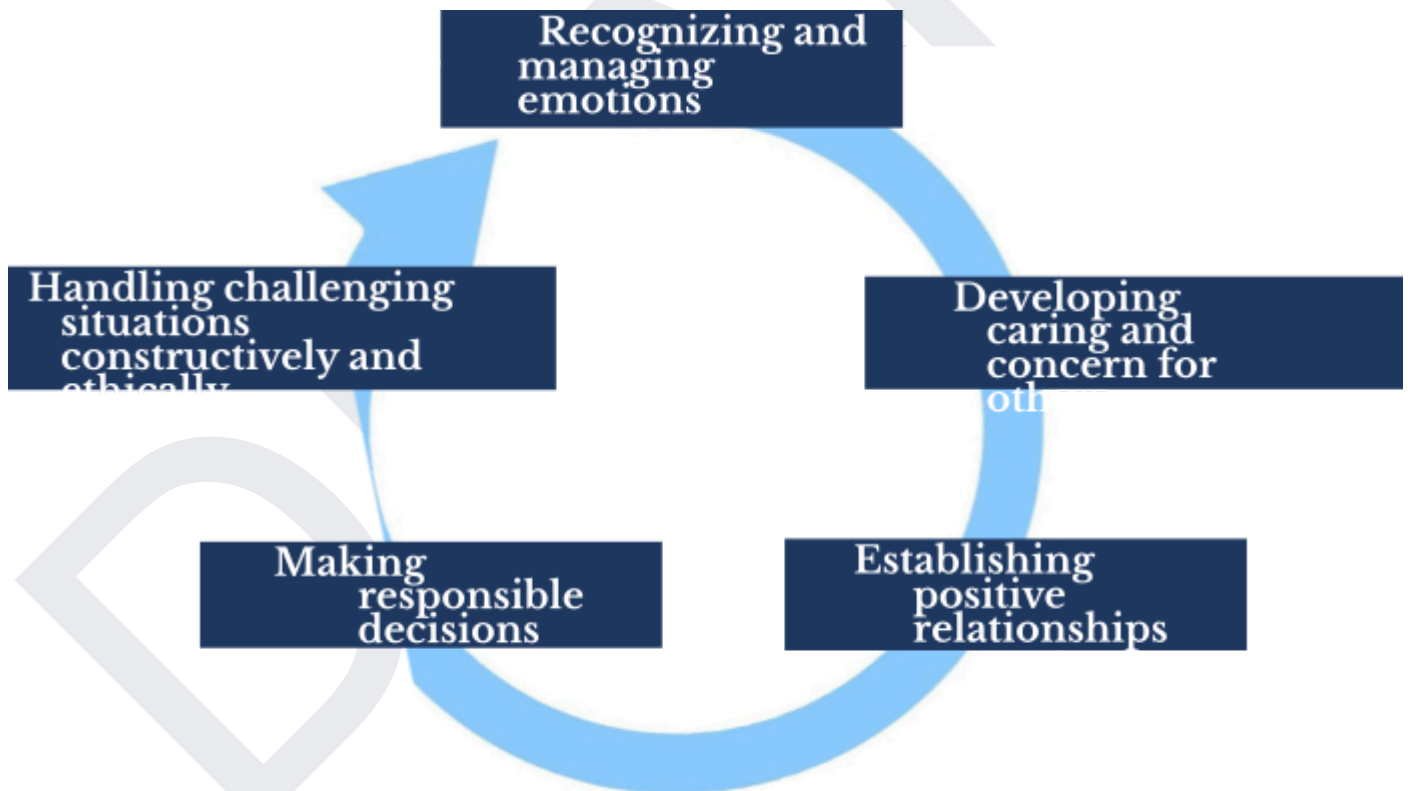 Recognizing and
managing
emotions
Developing
caring and
concern for
Establishing
positive
relationships
Making
responsible
decisions
Handling challenging
situations
constructively and
ethically